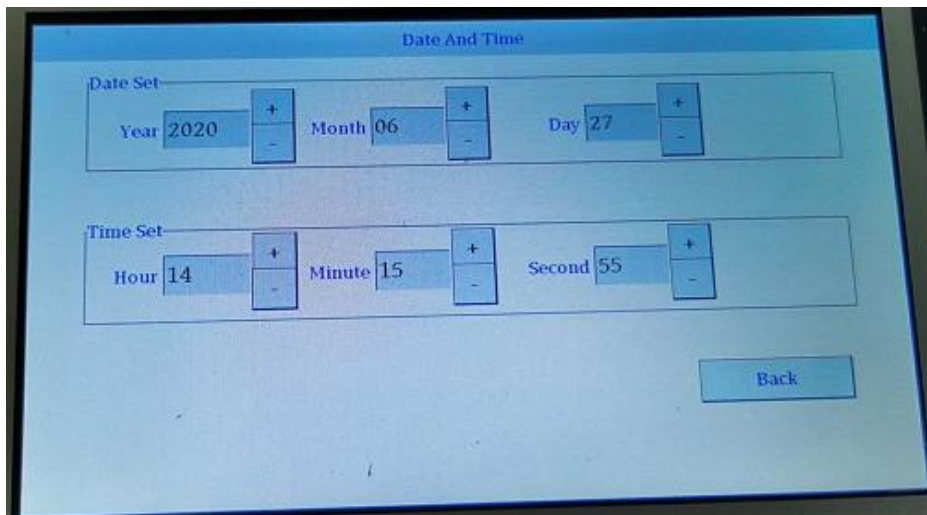 Date And Time
Date Set
Year 2020 + - Month 06 + - Day 27 + -
Time Set
Hour 14 + - Minute 15 + - Second 55 + -
Back